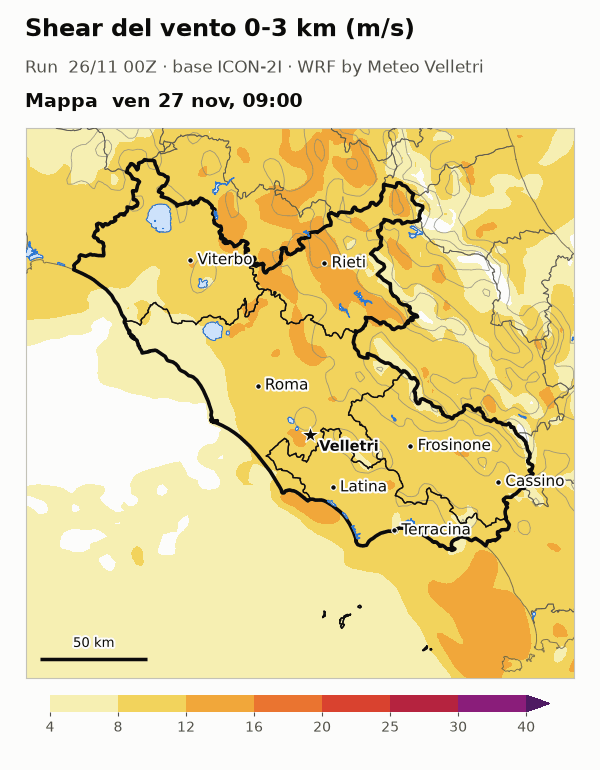 Shear del vento 0-3 km (m/s)
Run  26/11 00Z · base ICON-2I · WRF by Meteo Velletri
Mappa  ven 27 nov, 09:00
Viterbo
Rieti
Roma
Velletri
Frosinone
Cassino
Latina
Terracina
50 km
4 8 12 16 20 25 30 40